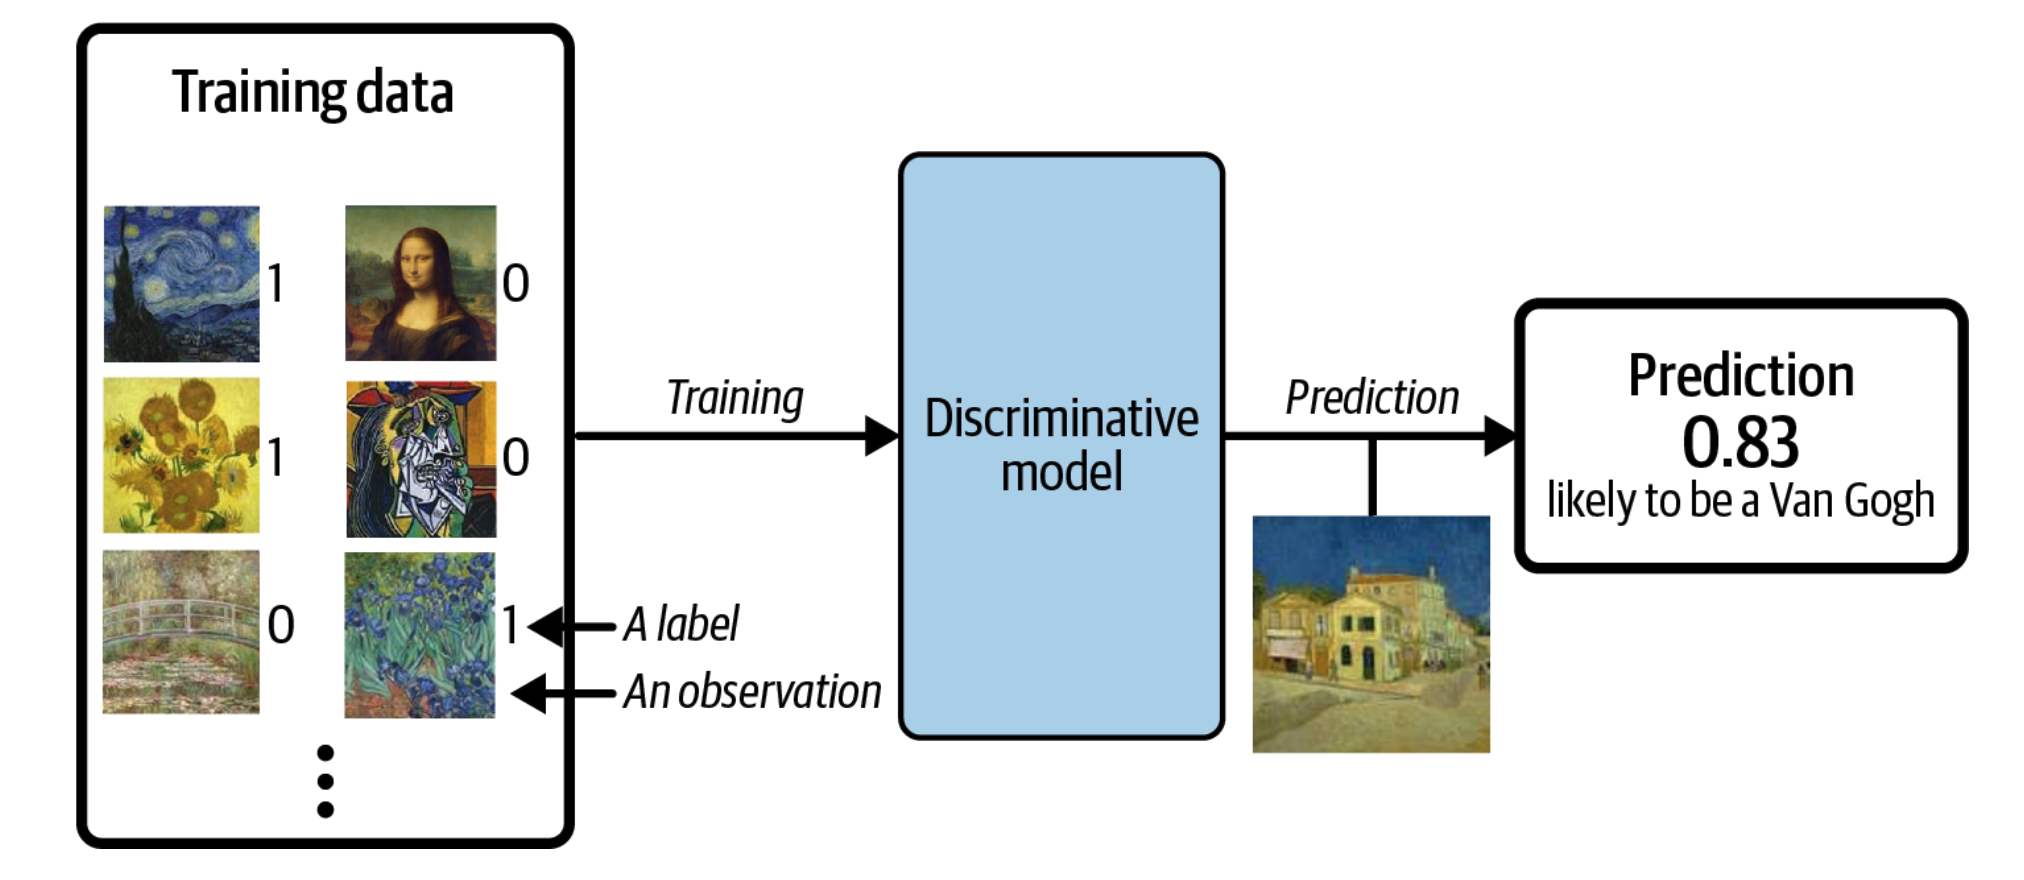 Training data
1
0
1
0
0
1
A label
An observation
Training
Discriminative
model
Prediction
Prediction
0.83
likely to be a Van Gogh